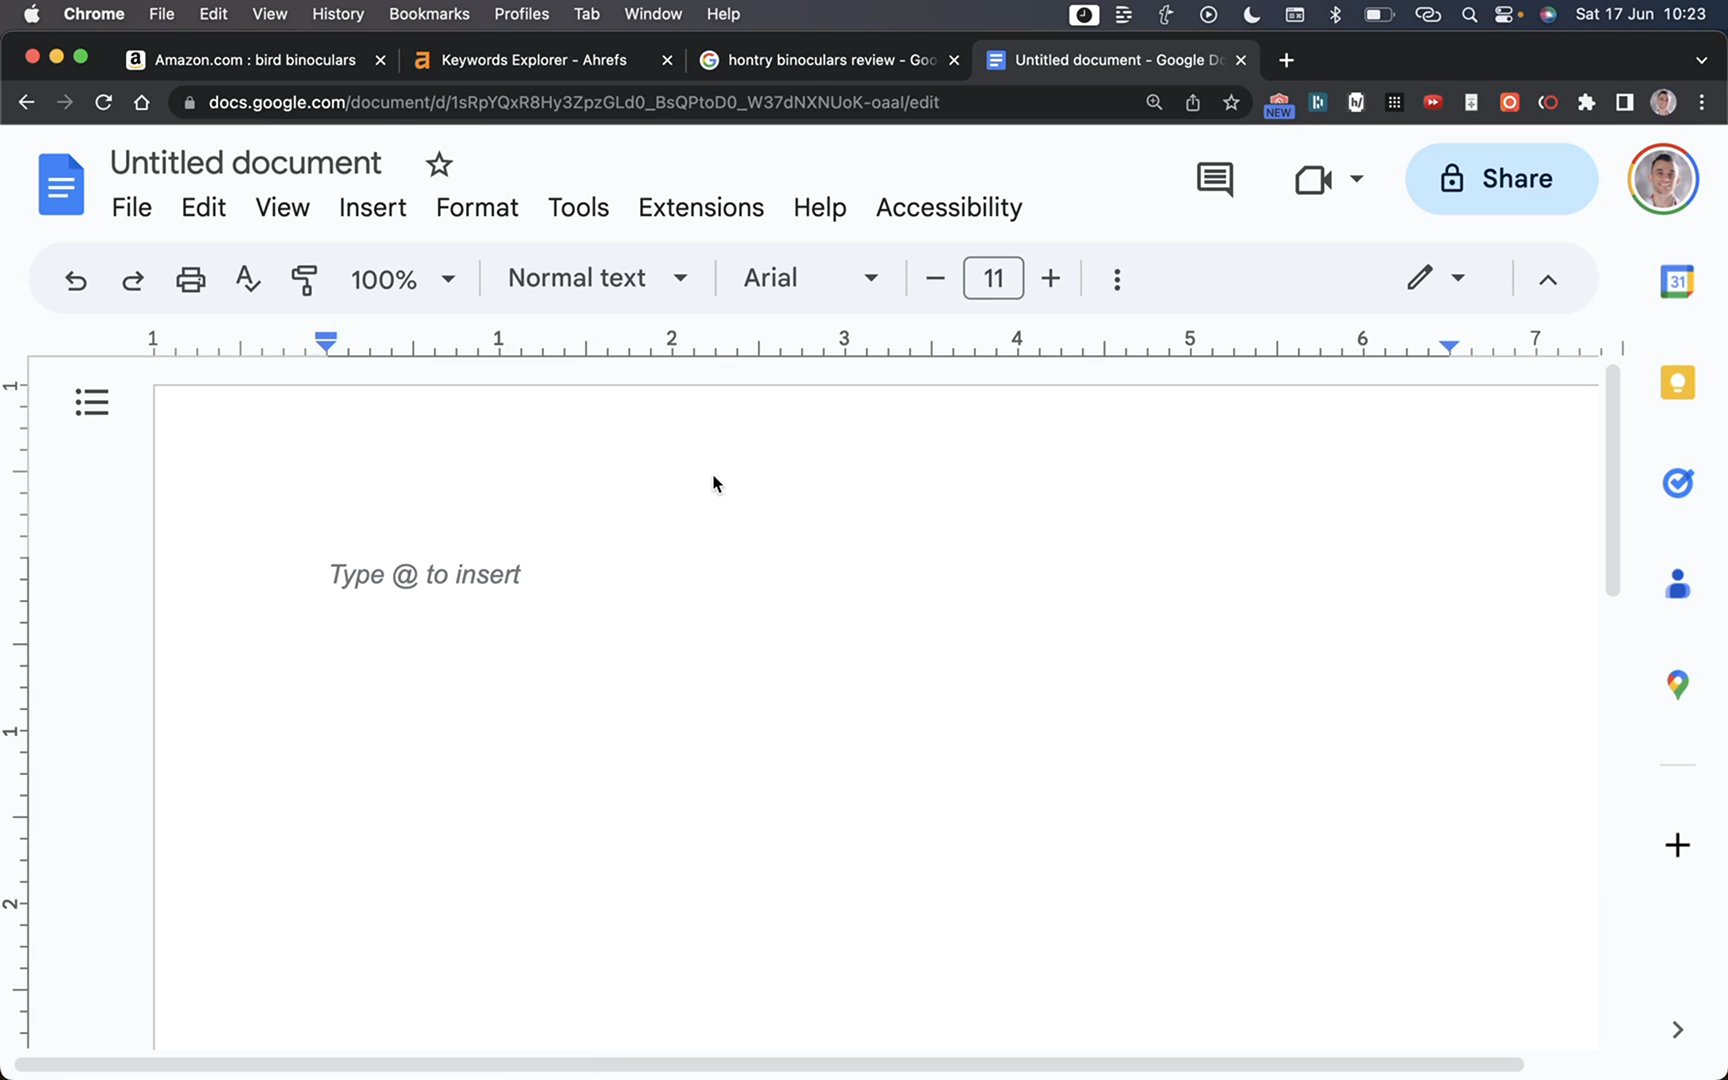 Chrome File Edit View History Bookmarks Profiles Tab Window Help Sat 17 Jun 10:23
Amazon.com : bird binoculars Keywords Explorer - Ahrefs hontry binoculars review - Goo Untitled document - Google Do
docs.google.com/document/d/1sRpYQxR8Hy3ZpzGLd0_BsQPtoD0_W37dNXNUoK-oaal/edit NEW
Untitled document
Share
File Edit View Insert Format Tools Extensions Help Accessibility
100% Normal text Arial 11
31
1 1 2 3 4 5 6 7
1
Type @ to insert
1
2